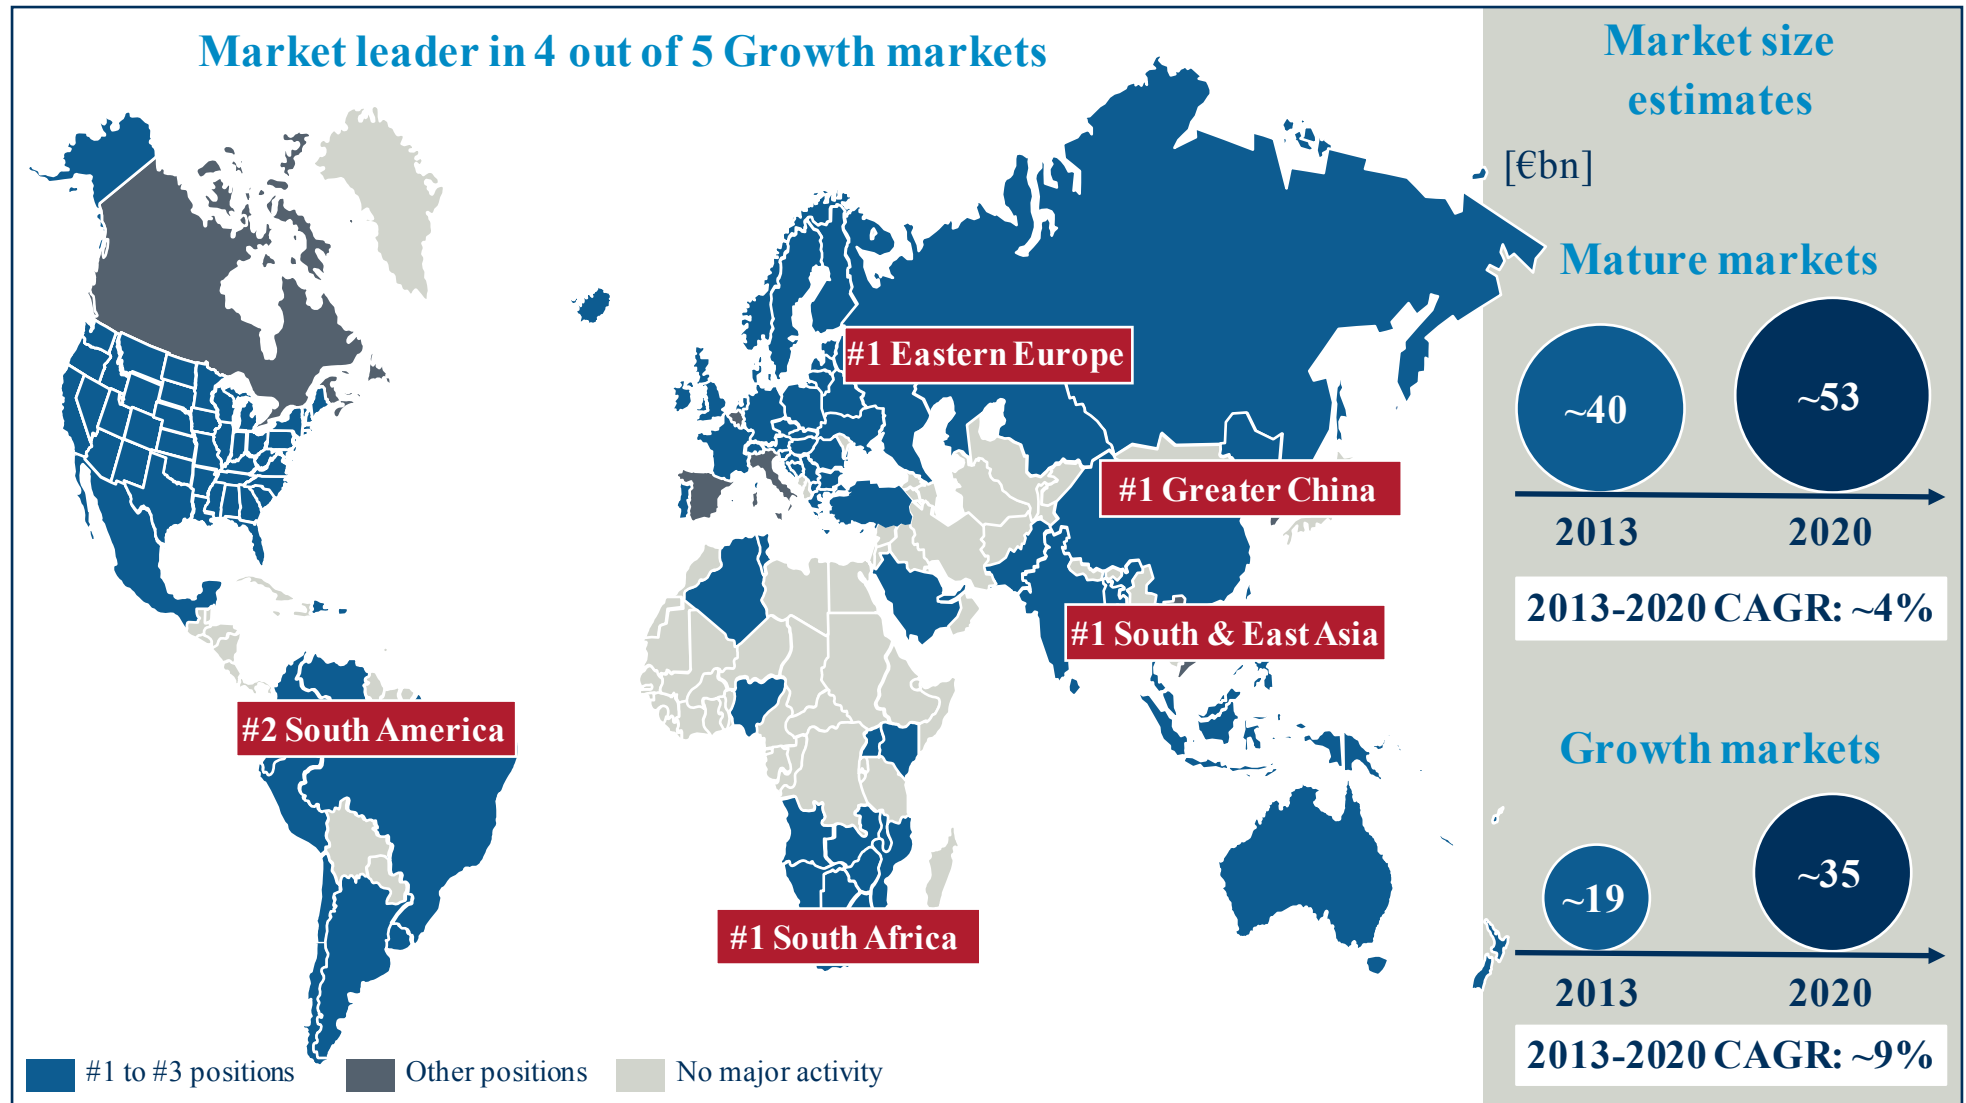 Market leader in 4 out of 5 Growth markets
#1 Eastern Europe
#1 Greater China
#1 South & East Asia
#2 South America
#1 South Africa
#1 to #3 positions
Other positions
No major activity
Market size
estimates
[€bn]
Mature markets
~40
~53
2013
2020
2013-2020 CAGR: ~4%
Growth markets
~19
~35
2013
2020
2013-2020 CAGR: ~9%